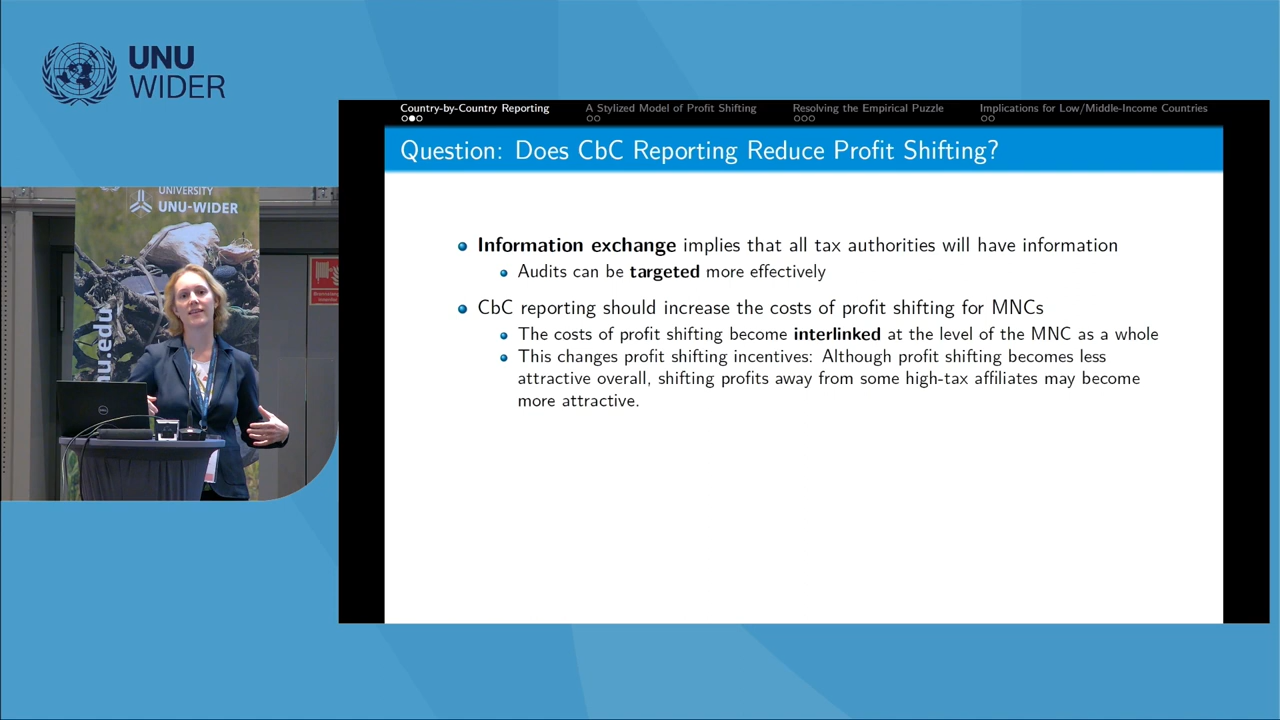 UNU
WIDER
UNIVERSITY
UNU-WIDER
nu.edu
Country-by-Country Reporting
A Stylized Model of Profit Shifting
Resolving the Empirical Puzzle
Implications for Low/Middle-Income Countries
Question: Does CbC Reporting Reduce Profit Shifting?
Information exchange implies that all tax authorities will have information
Audits can be targeted more effectively
CbC reporting should increase the costs of profit shifting for MNCs
The costs of profit shifting become interlinked at the level of the MNC as a whole
This changes profit shifting incentives: Although profit shifting becomes less
attractive overall, shifting profits away from some high-tax affiliates may become
more attractive.